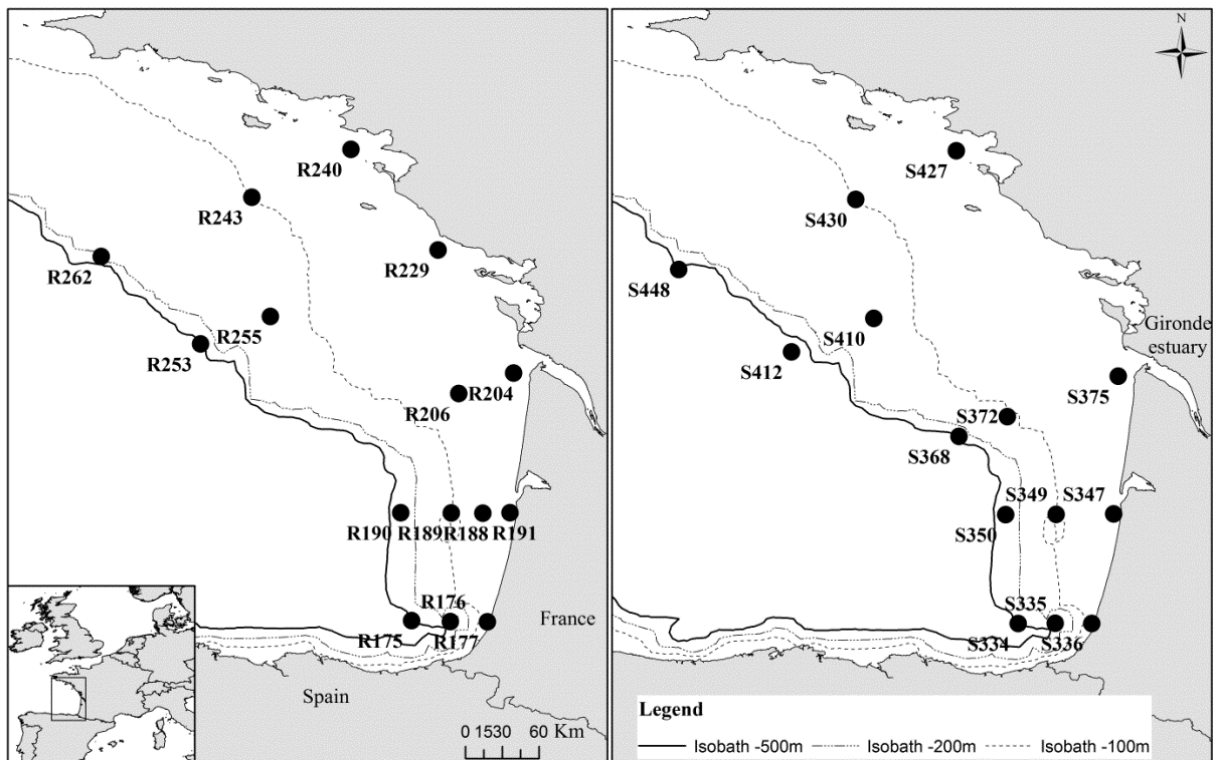 R240
R243
R262
R229
R255
R253
R204
R206
R190 R189 R188 R191
R176
R175 R177
France
Spain
0 1530 60 Km
N
S427
S430
S448
Gironde
estuary
S410
S412
S375
S372
S368
S349 S347
S350
S335
S334 S336
Legend
Isobath -500m Isobath -200m Isobath -100m